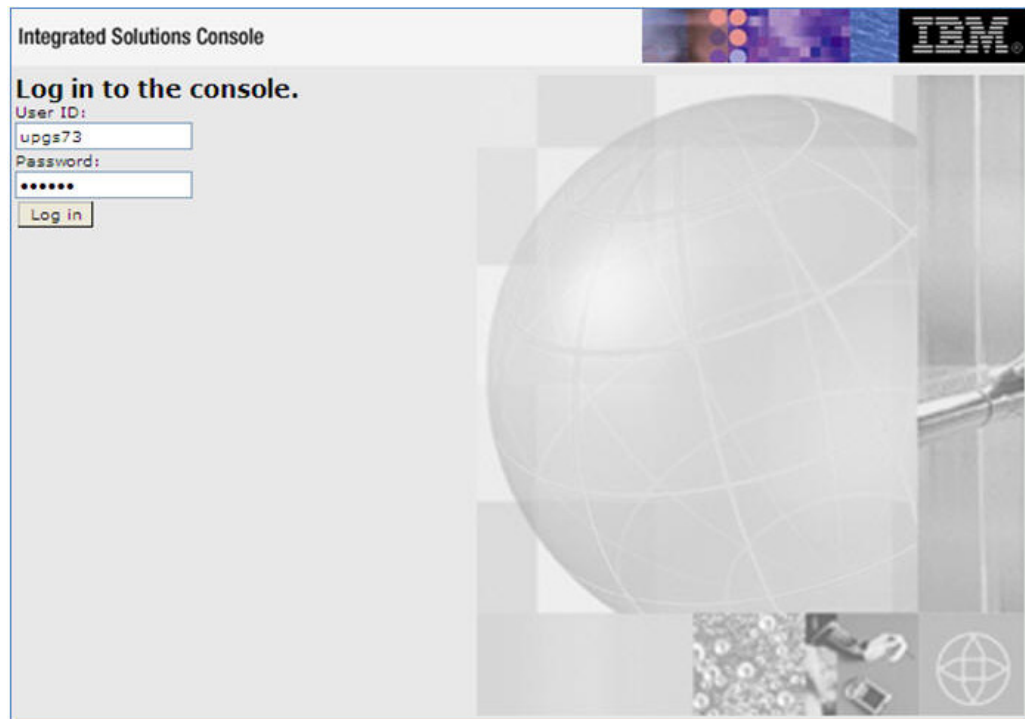 Integrated Solutions Console
IBM®
Log in to the console.
User ID:
upgs73
Password:
••••••
Log in